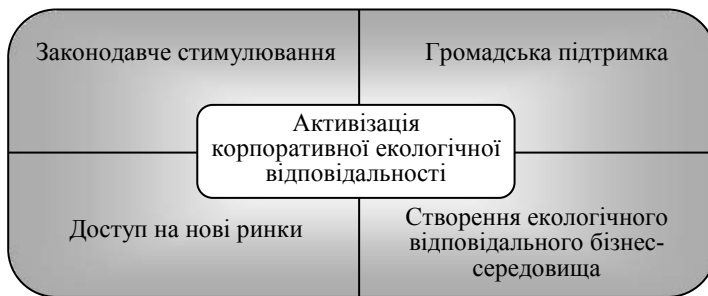 Законодавче стимулювання
Громадська підтримка
Активізація
корпоративної екологічної
відповідальності
Доступ на нові ринки
Створення екологічного
відповідального бізнес-
середовища